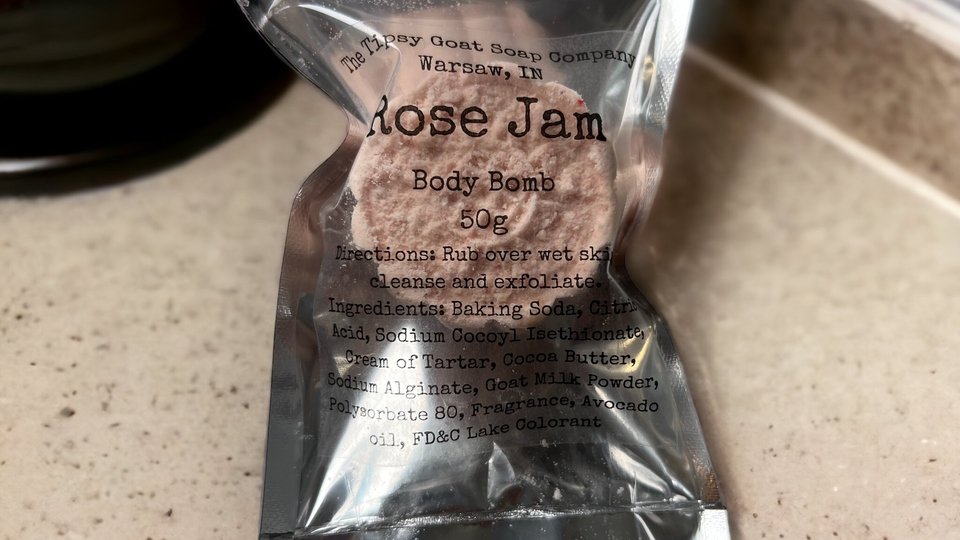 The Tipsy Goat Soap Company
Warsaw, IN
Rose Jam
Body Bomb
50g
Directions: Rub over wet ski
cleanse and exfoliate.
Ingredients: Baking Soda, Citri
Acid, Sodium Cocoyl Isethionate,
Cream of Tartar, Cocoa Butter,
Sodium Alginate, Goat Milk Powder,
Polysorbate 80, Fragrance, Avocado
oil, FD&C Lake Colorant